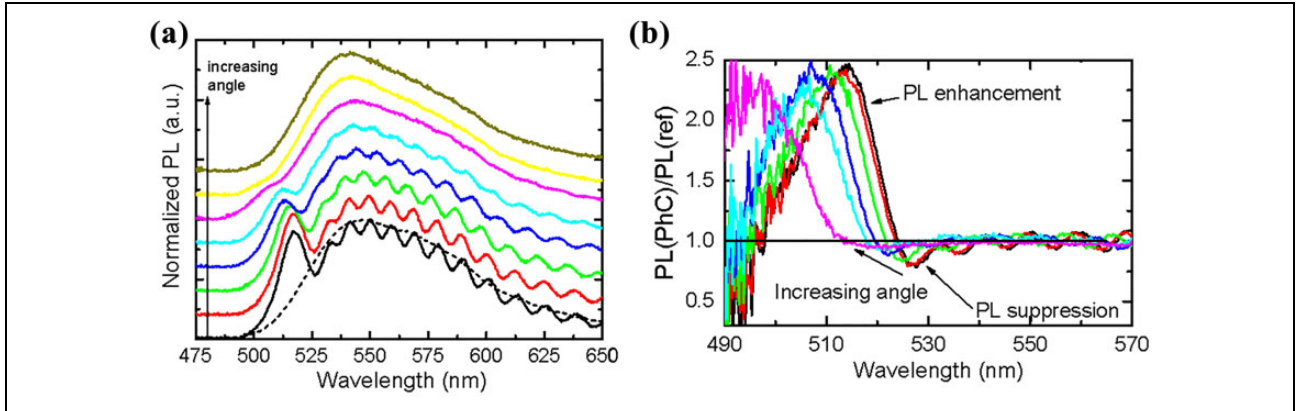 (a)
increasing
angle
Normalized PL (a.u.)
475 500 525 550 575 600 625 650
Wavelength (nm)
(b)
2.5
2.0
1.5
1.0
0.5
PL(PhC)/PL(ref)
PL enhancement
Increasing angle
PL suppression
490 510 530 550 570
Wavelength (nm)